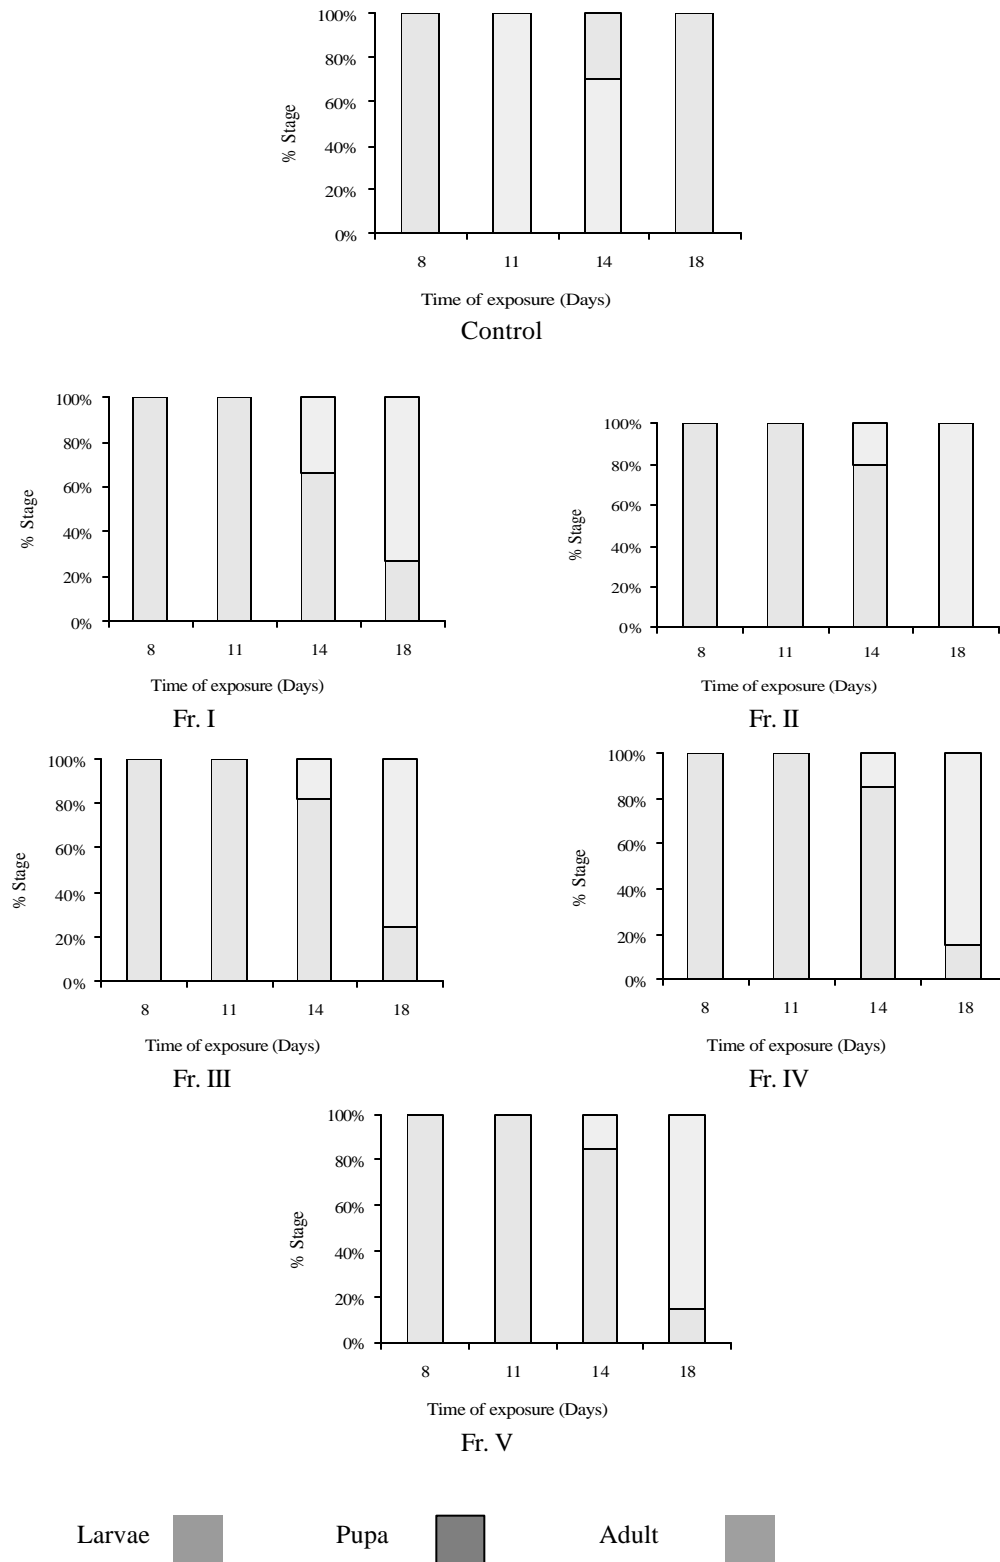 100%
80%
60%
40%
20%
0%
% Stage
8 11 14 18
Time of exposure (Days)
Control
100%
80%
60%
40%
20%
0%
% Stage
8 11 14 18
Time of exposure (Days)
Fr. I
100%
80%
60%
40%
20%
0%
% Stage
8 11 14 18
Time of exposure (Days)
Fr. II
100%
80%
60%
40%
20%
0%
% Stage
8 11 14 18
Time of exposure (Days)
Fr. III
100%
80%
60%
40%
20%
0%
% Stage
8 11 14 18
Time of exposure (Days)
Fr. IV
100%
80%
60%
40%
20%
0%
% Stage
8 11 14 18
Time of exposure (Days)
Fr. V
Larvae Pupa Adult